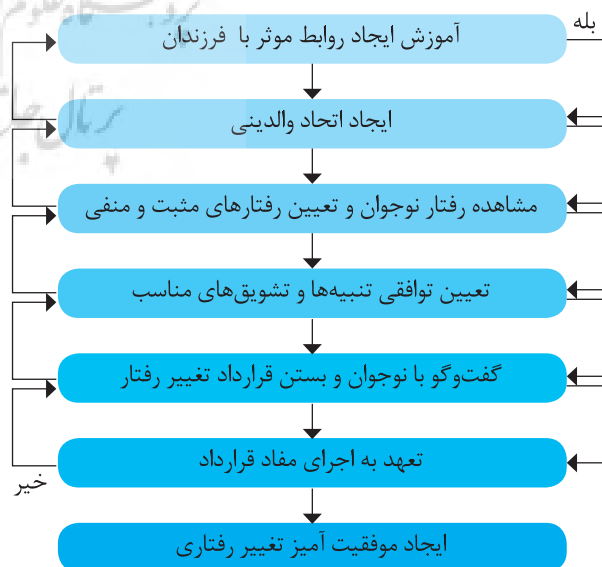 بله
آموزش ایجاد روابط موثر با فرزندان
ایجاد اتحاد والدینی
مشاهده رفتار نوجوان و تعیین رفتارهای مثبت و منفی
تعیین توافقی تنبیه‌ها و تشویق‌های مناسب
گفت‌وگو با نوجوان و بستن قرارداد تغییر رفتار
تعهد به اجرای مفاد قرارداد
خیر
ایجاد موفقیت آمیز تغییر رفتاری